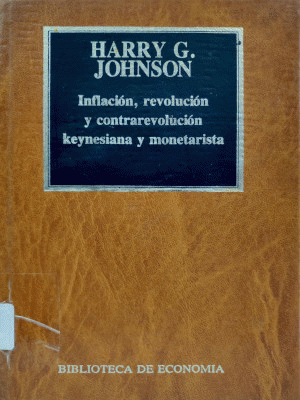 HARRY G.
JOHNSON
Inflación, revolución
y contrarevolución
keynesiana y monetarista
BIBLIOTECA DE ECONOMIA